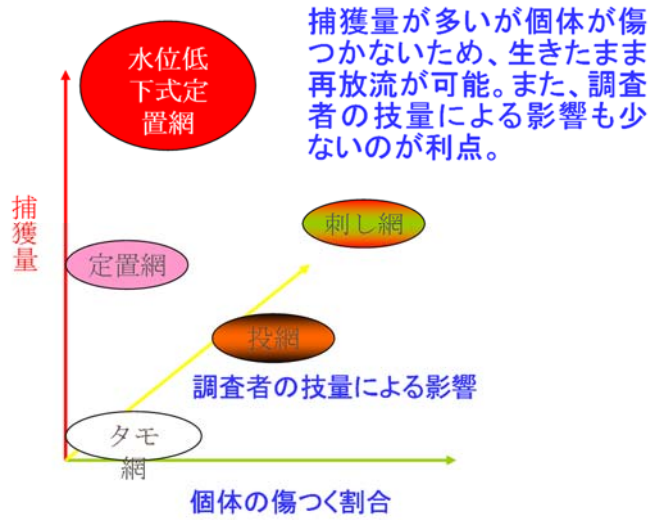 捕獲量が多いが個体が傷
つかないため、生きたまま
再放流が可能。また、調査
者の技量による影響も少
ないのが利点。
水位低
下式定
置網
捕獲量
刺し網
定置網
投網
調査者の技量による影響
タモ
網
個体の傷つく割合